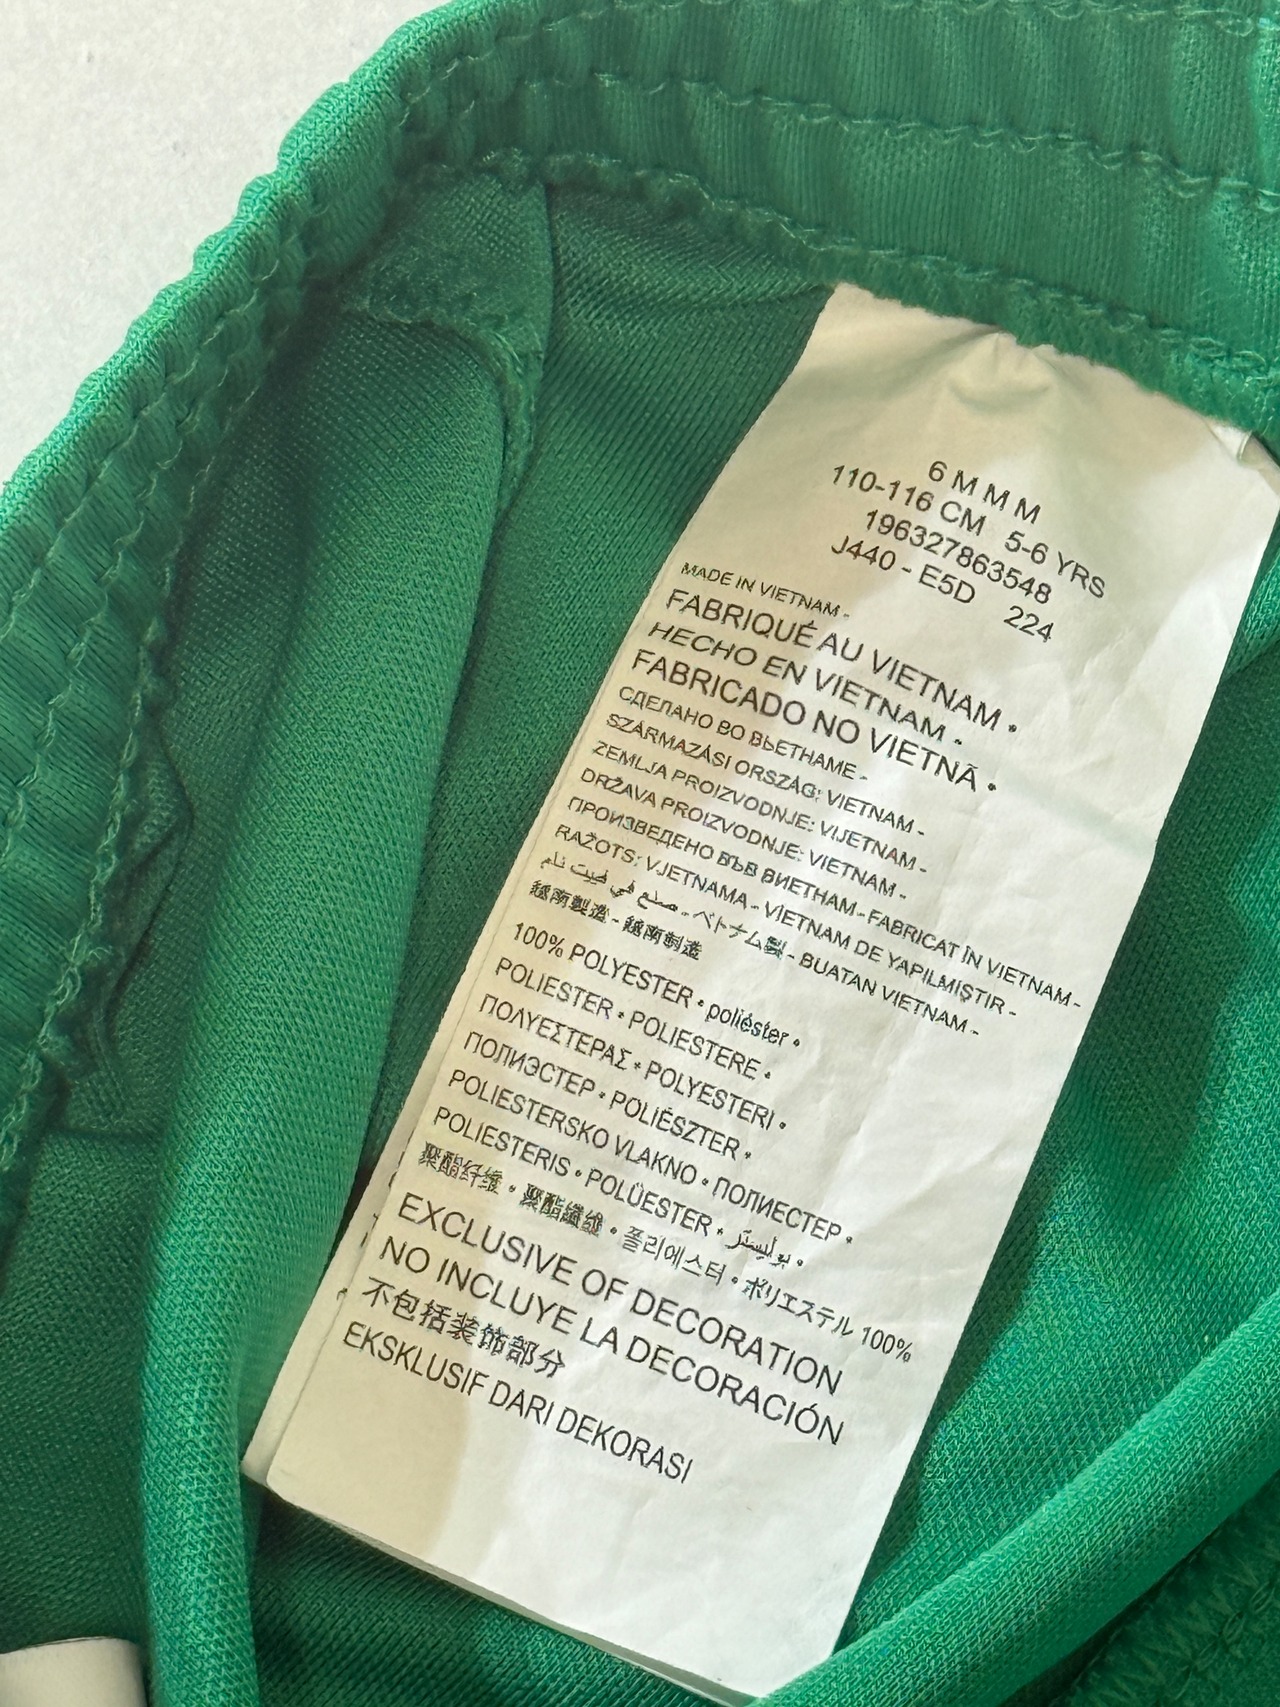 6 M M M
110-116 CM 5-6 YRS
196327863548
J440 - E5D 224
MADE IN VIETNAM -
FABRIQUÉ AU VIETNAM •
HECHO EN VIETNAM -
FABRICADO NO VIETNÃ •
СДЕЛАНО ВО ВЬЕТНАМЕ -
SZÁRMAZÁSI ORSZÁG: VIETNAM -
ZEMLJA PROIZVODNJE: VIJETNAM -
DRŽAVA PROIZVODNJE: VIETNAM -
ПРОИЗВЕДЕНО ВЪВ ВИЕТНАМ - FABRICAT ÎN VIETNAM -
RAŽOTS: VJETNAMA - VIETNAM DE YAPILMIŞTIR -
صنع في فيت نام - ベトナム製 - BUATAN VIETNAM -
越南製造 - 越南制造
100% POLYESTER • poliéster •
POLIESTER • POLIESTERE •
ΠΟΛΥΕΣΤΕΡΑΣ • POLYESTERI •
ПОЛИЭСТЕР • POLIÉSZTER •
POLIESTERSKO VLAKNO • ПОЛИЕСТЕР •
POLIESTERIS • POLÜESTER • بوليستر •
聚酯纤维 • 聚酯纖維 • 폴리에스터 • ポリエステル 100%
EXCLUSIVE OF DECORATION
NO INCLUYE LA DECORACIÓN
不包括装饰部分
EKSKLUSIF DARI DEKORASI